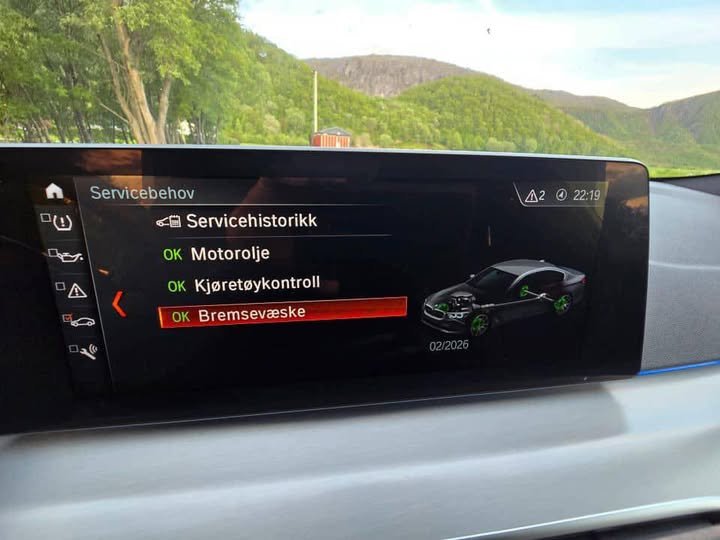 Servicebehov
2
22:19
Servicehistorikk
OK Motorolje
OK Kjøretøykontroll
OK Bremsevæske
02/2026